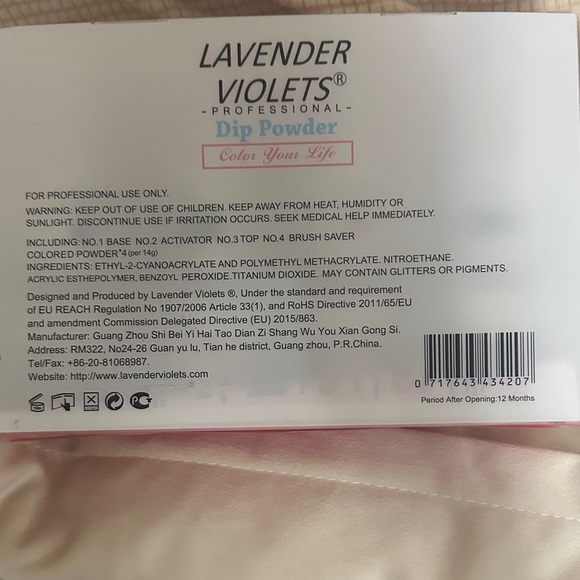 LAVENDER
VIOLETS®
-PROFESSIONAL-
Dip Powder
Color Your Life
FOR PROFESSIONAL USE ONLY.
WARNING: KEEP OUT OF USE OF CHILDREN. KEEP AWAY FROM HEAT, HUMIDITY OR
SUNLIGHT. DISCONTINUE USE IF IRRITATION OCCURS. SEEK MEDICAL HELP IMMEDIATELY.
INCLUDING: NO.1 BASE NO.2 ACTIVATOR NO.3 TOP NO.4 BRUSH SAVER
COLORED POWDER*4 (per 14g)
INGREDIENTS: ETHYL-2-CYANOACRYLATE AND POLYMETHYL METHACRYLATE. NITROETHANE.
ACRYLIC ESTHEPOLYMER, BENZOYL PEROXIDE.TITANIUM DIOXIDE. MAY CONTAIN GLITTERS OR PIGMENTS.
Designed and Produced by Lavender Violets ®, Under the standard and requirement
of EU REACH Regulation No 1907/2006 Article 33(1), and RoHS Directive 2011/65/EU
and amendment Commission Delegated Directive (EU) 2015/863.
Manufacturer: Guang Zhou Shi Bei Yi Hai Tao Dian Zi Shang Wu You Xian Gong Si.
Address: RM322, No24-26 Guan yu lu, Tian he district, Guang zhou, P.R.China.
Tel/Fax: +86-20-81068987.
Website: http://www.lavenderviolets.com
0 717643 434207
Period After Opening:12 Months